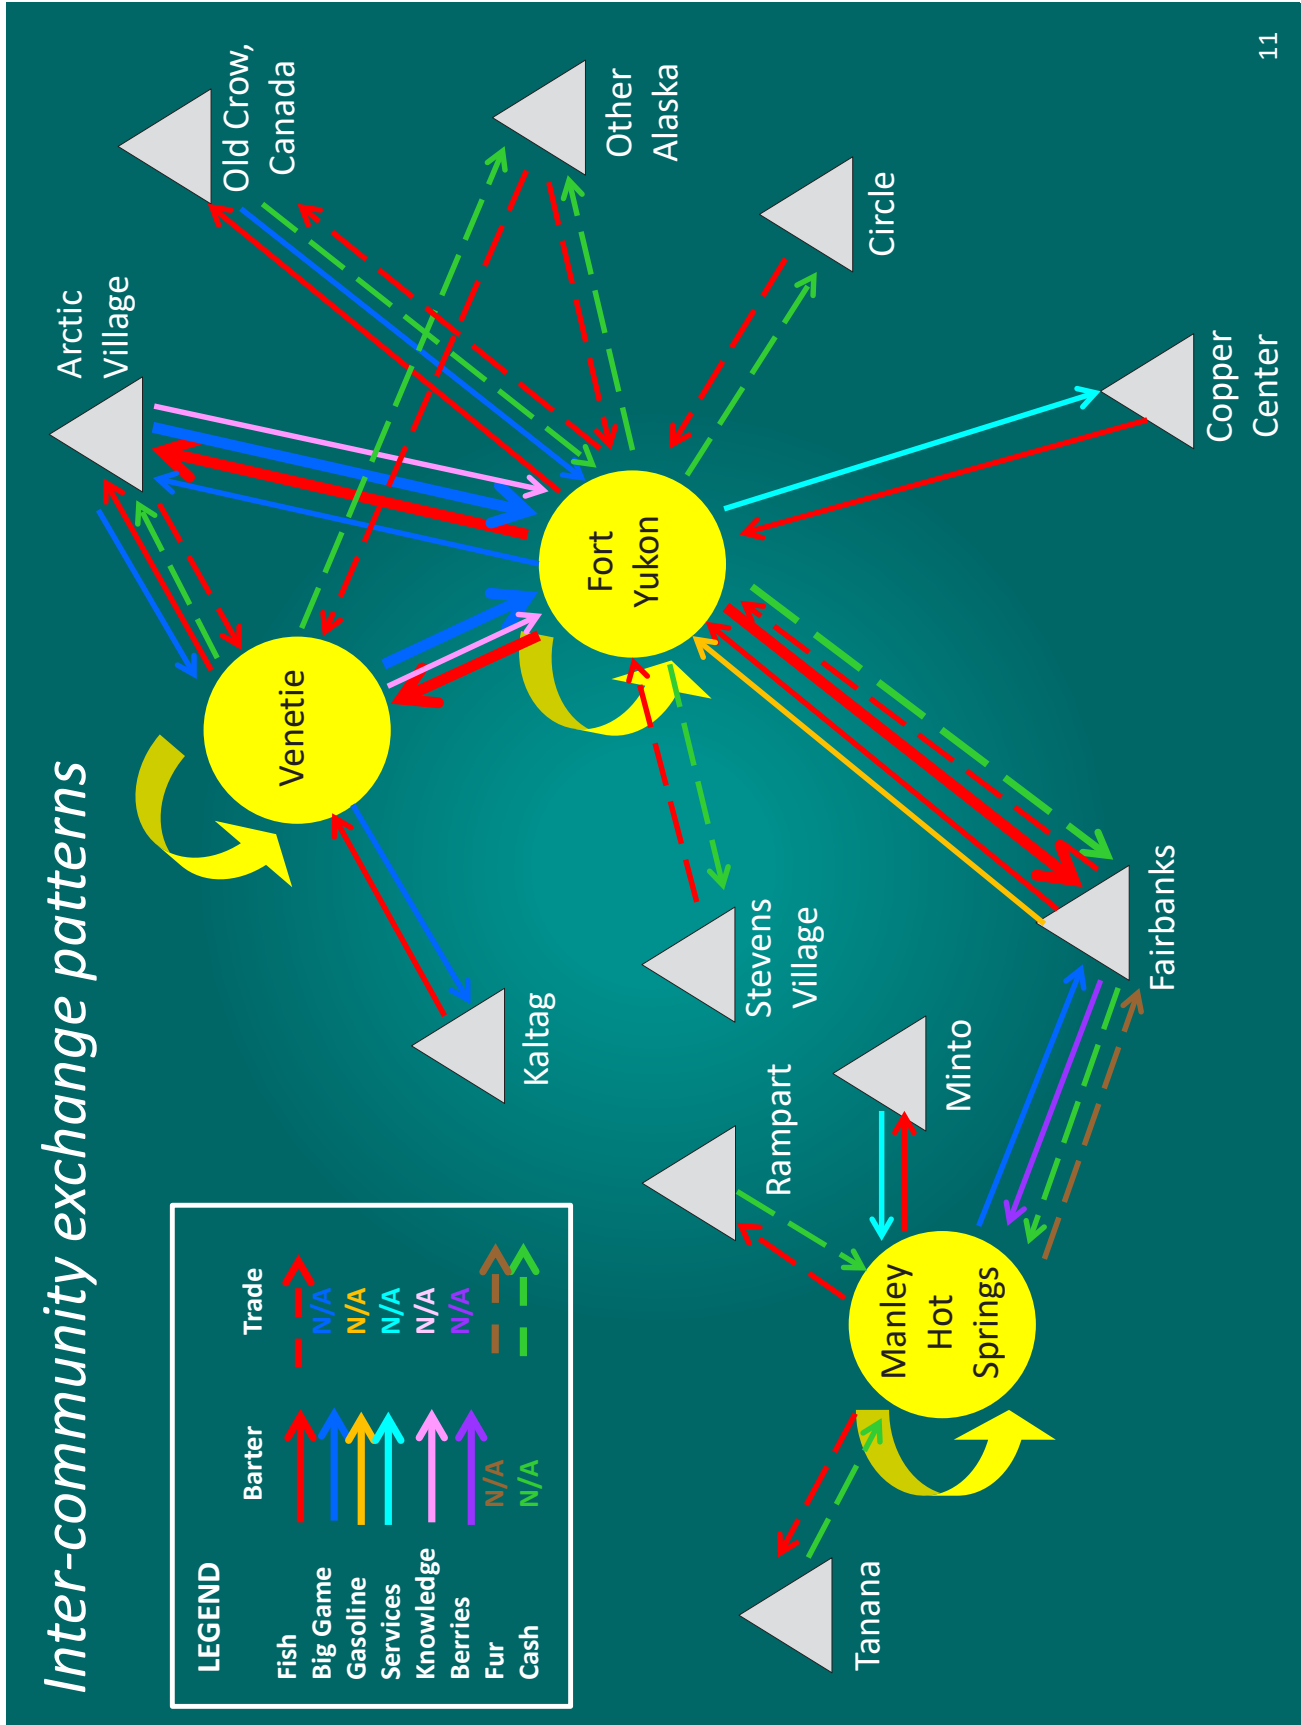 Inter-community exchange patterns
LEGEND
Barter
Trade
Fish
Big Game
N/A
Gasoline
N/A
Services
N/A
Knowledge
N/A
Berries
N/A
Fur
N/A
Cash
N/A
Venetie
Arctic
Village
Old Crow,
Canada
Kaltag
Fort
Yukon
Other
Alaska
Stevens
Village
Circle
Rampart
Minto
Manley
Hot
Springs
Tanana
Fairbanks
Copper
Center
11